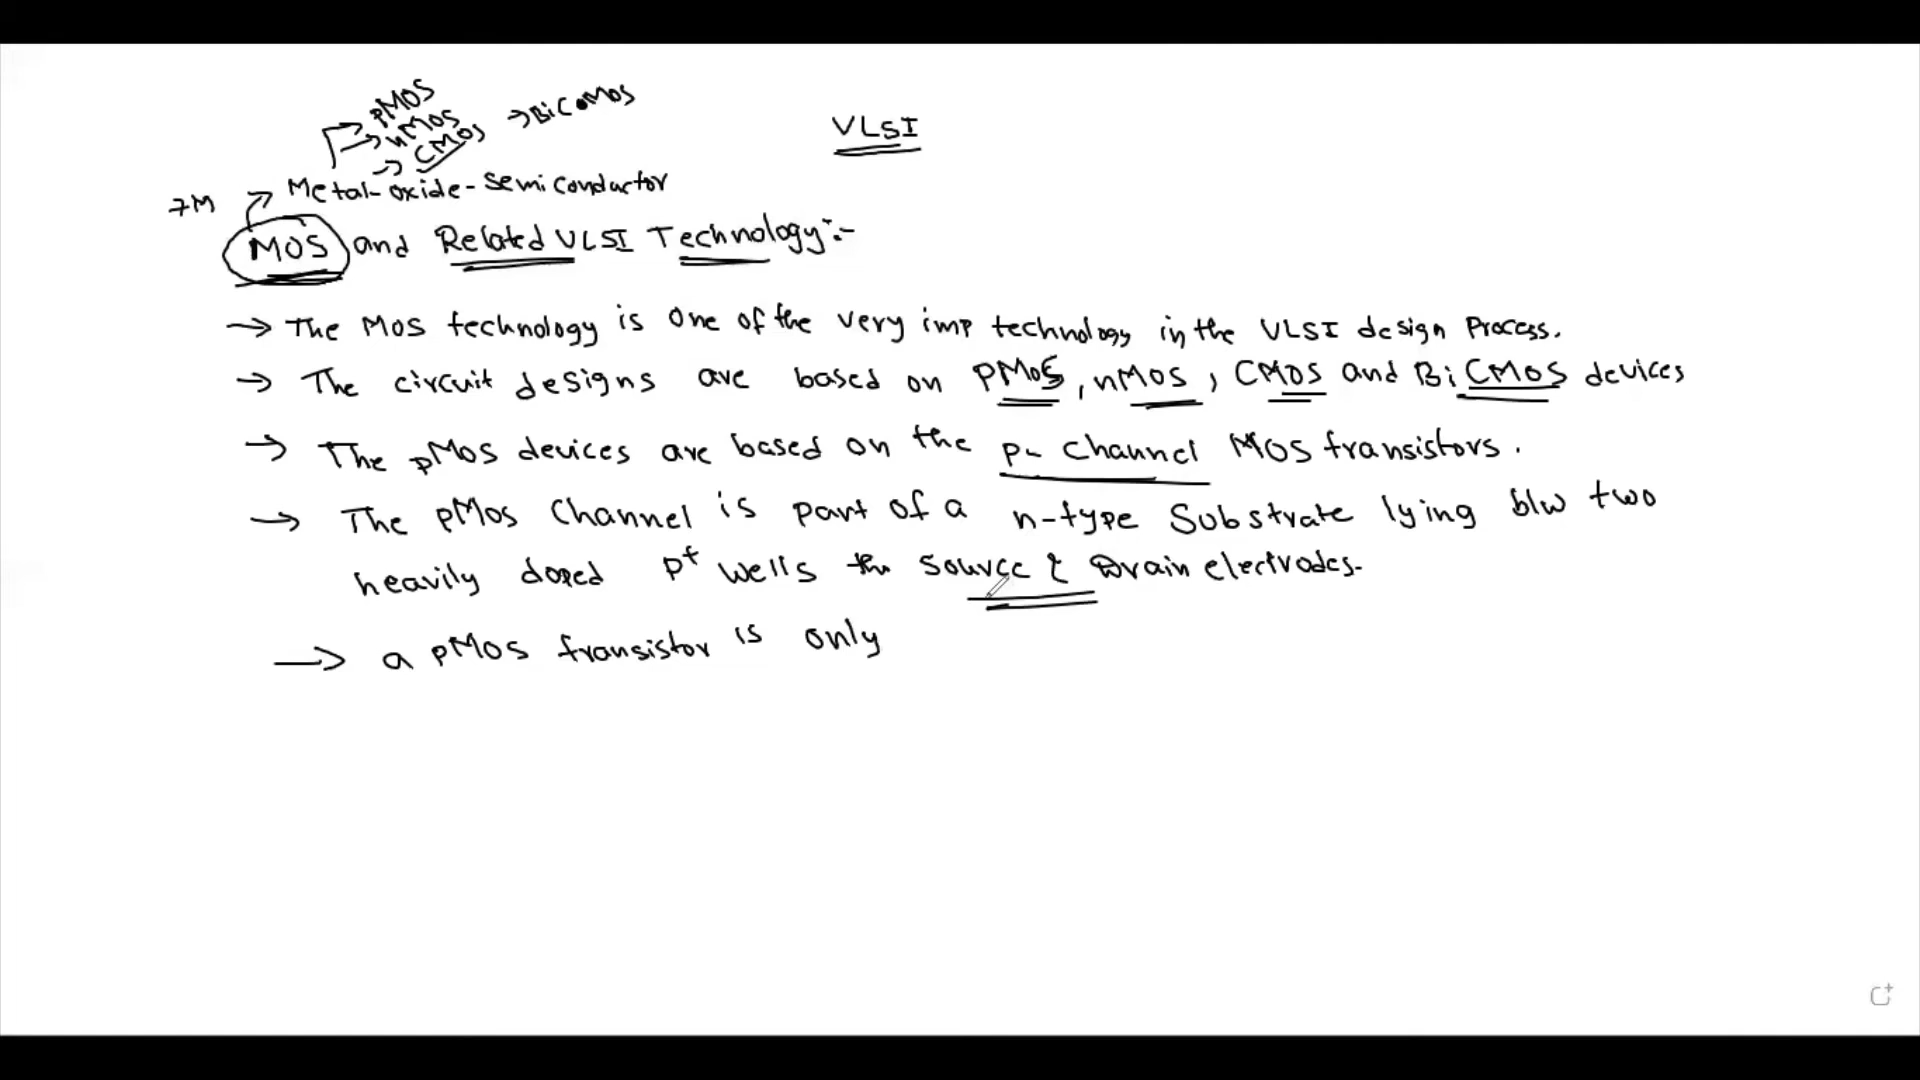 pMOS
nMOS
→ CMOS → BiCMOS
VLSI
7M → Metal-oxide-semiconductor
MOS and Related VLSI Technology:-
→ The MOS technology is one of the very imp technology in the VLSI design Process.
→ The circuit designs are based on PMOS, nMOS, CMOS and BiCMOS devices
→ The pMOS devices are based on the p-channel MOS transistors.
→ The pMOS Channel is part of a n-type Substrate lying b/w two
heavily doped p+ wells the source & Drain electrodes.
→ a pMOS transistor is only